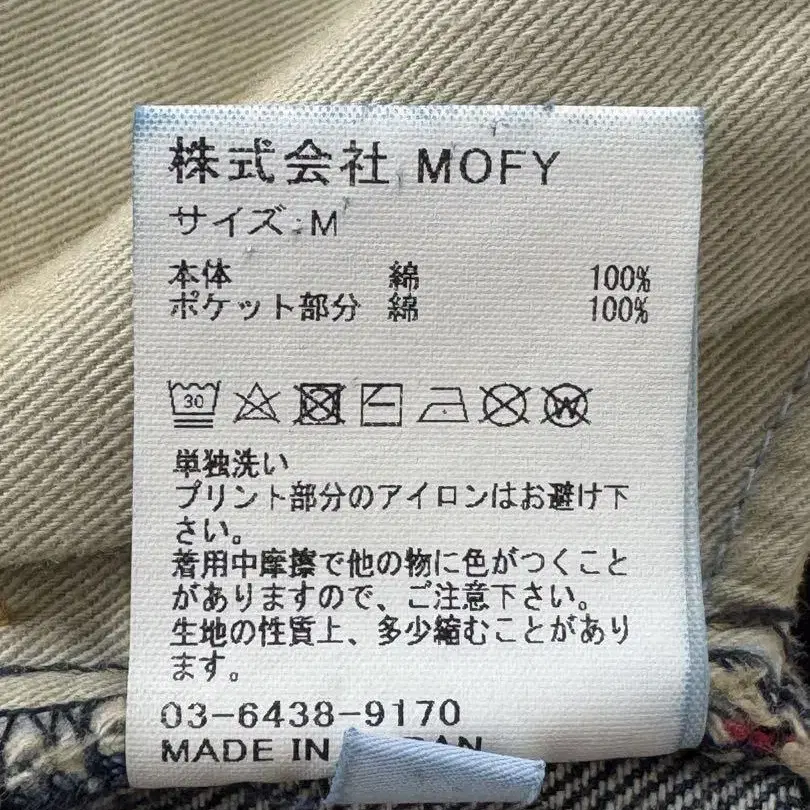 株式会社 MOFY
サイズ:M
本体 綿 100%
ポケット部分 綿 100%
30
W
単独洗い
プリント部分のアイロンはお避け下
さい。
着用中摩擦で他の物に色がつくこと
がありますので、ご注意下さい。
生地の性質上、多少縮むことがあり
ます。
03-6438-9170
MADE IN